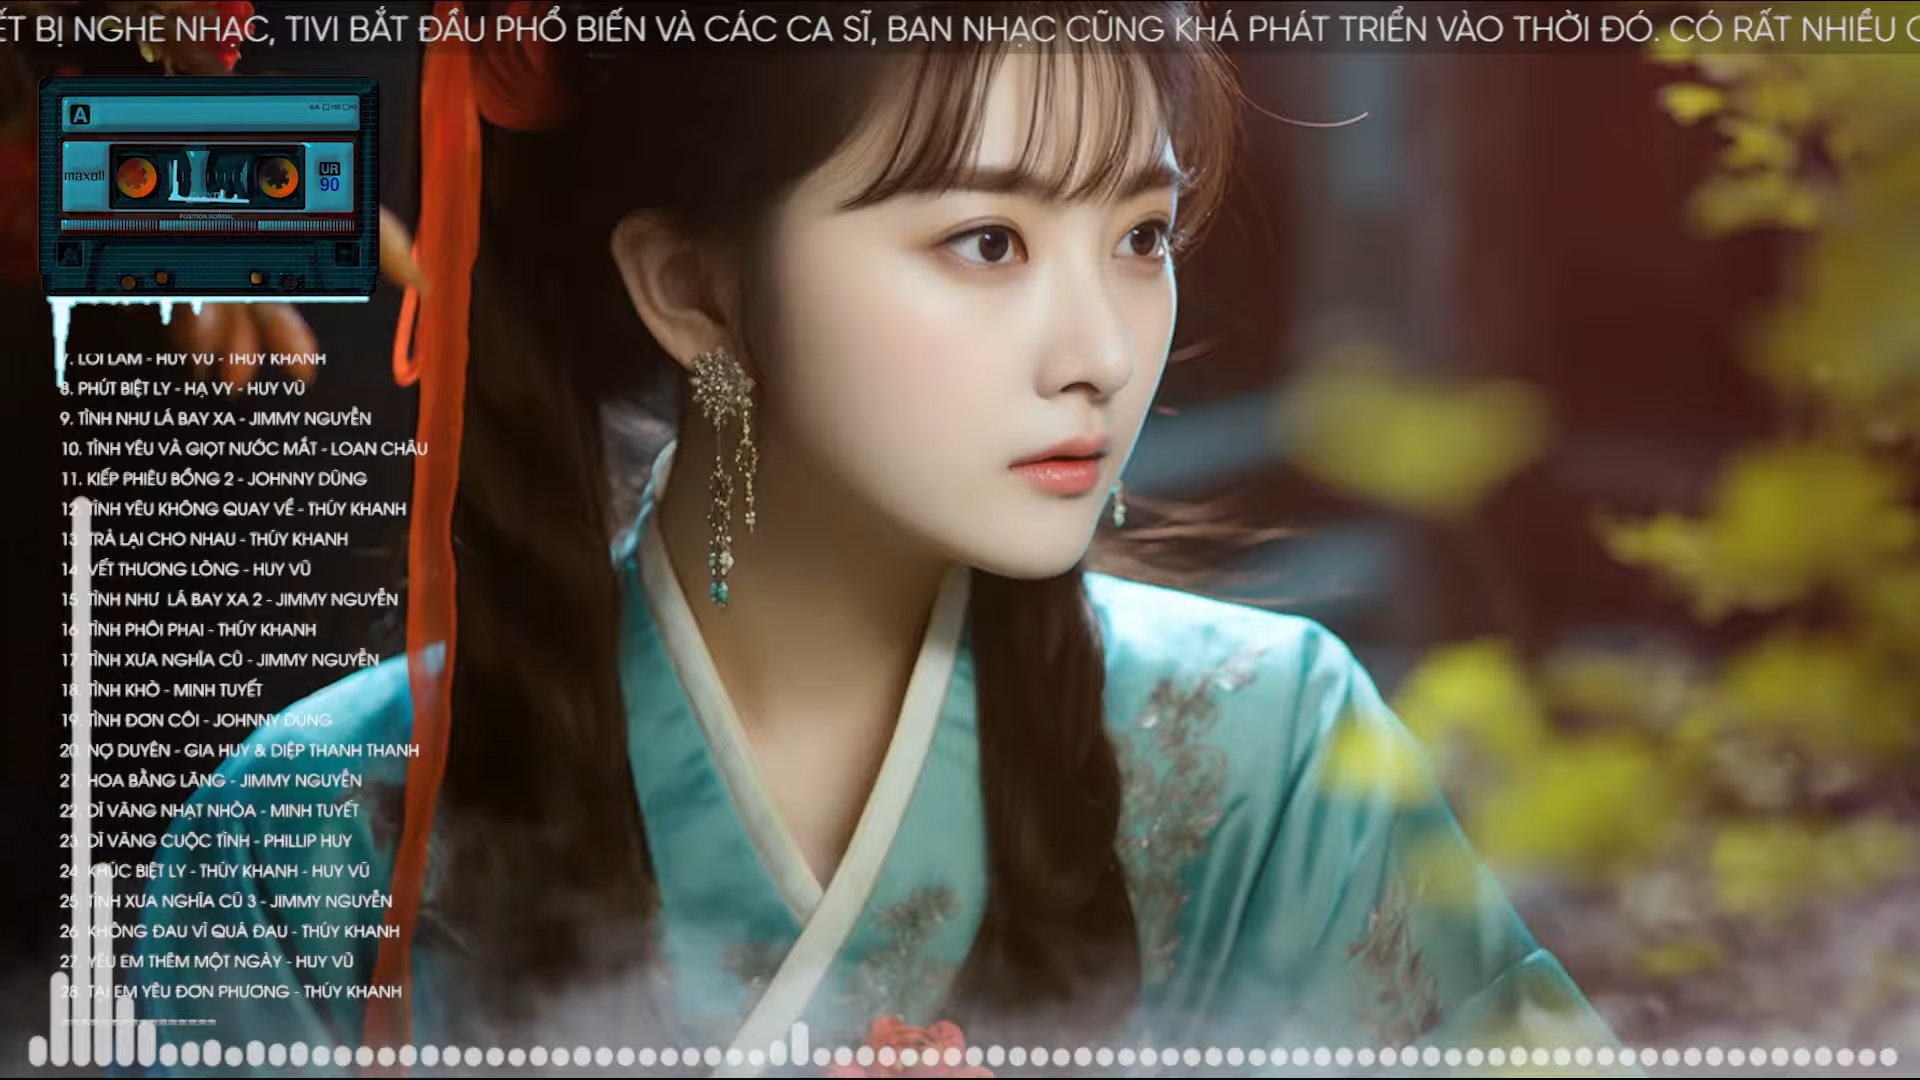 ẾT BỊ NGHE NHẠC, TIVI BẮT ĐẦU PHỔ BIẾN VÀ CÁC CA SĨ, BAN NHẠC CŨNG KHÁ PHÁT TRIỂN VÀO THỜI ĐÓ. CÓ RẤT NHIỀU
A
maxell
UR
90
POSITION NORMAL
7. LỖI LẦM - HUY VŨ - THÚY KHANH
8. PHÚT BIỆT LY - HẠ VY - HUY VŨ
9. TÌNH NHƯ LÁ BAY XA - JIMMY NGUYỄN
10. TÌNH YÊU VÀ GIỌT NƯỚC MẮT - LOAN CHÂU
11. KIẾP PHIÊU BỒNG 2 - JOHNNY DŨNG
12. TÌNH YÊU KHÔNG QUAY VỀ - THÚY KHANH
13. TRẢ LẠI CHO NHAU - THÚY KHANH
14. VẾT THƯƠNG LÒNG - HUY VŨ
15. TÌNH NHƯ LÁ BAY XA 2 - JIMMY NGUYỄN
16. TÌNH PHÔI PHAI - THÚY KHANH
17. TÌNH XƯA NGHĨA CŨ - JIMMY NGUYỄN
18. TÌNH KHỜ - MINH TUYẾT
19. TÌNH ĐƠN CÔI - JOHNNY DŨNG
20. NỢ DUYÊN - GIA HUY & DIỆP THANH THANH
21. HOA BẰNG LĂNG - JIMMY NGUYỄN
22. DĨ VÃNG NHẠT NHÒA - MINH TUYẾT
23. DĨ VÃNG CUỘC TÌNH - PHILLIP HUY
24. KHÚC BIỆT LY - THÚY KHANH - HUY VŨ
25. TÌNH XƯA NGHĨA CŨ 3 - JIMMY NGUYỄN
26. KHÔNG ĐAU VÌ QUÁ ĐAU - THÚY KHANH
27. YÊU EM THÊM MỘT NGÀY - HUY VŨ
28. TẠI EM YÊU ĐƠN PHƯƠNG - THÚY KHANH